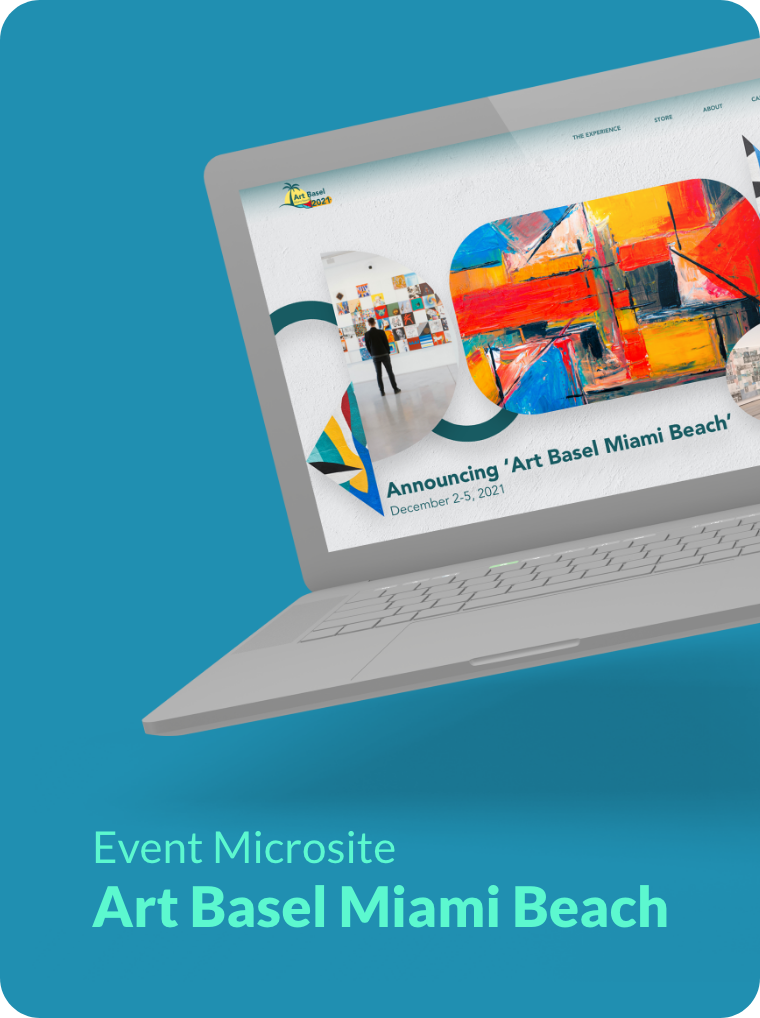 THE EXPERIENCE
STORE
ABOUT
Art Basel
2021
Announcing ‘Art Basel Miami Beach’
December 2-5, 2021
Event Microsite
Art Basel Miami Beach